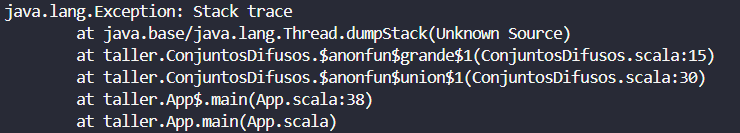 java.lang.Exception: Stack trace
at java.base/java.lang.Thread.dumpStack(Unknown Source)
at taller.ConjuntosDifusos.$anonfun$grande$1(ConjuntosDifusos.scala:15)
at taller.ConjuntosDifusos.$anonfun$union$1(ConjuntosDifusos.scala:30)
at taller.App$.main(App.scala:38)
at taller.App.main(App.scala)